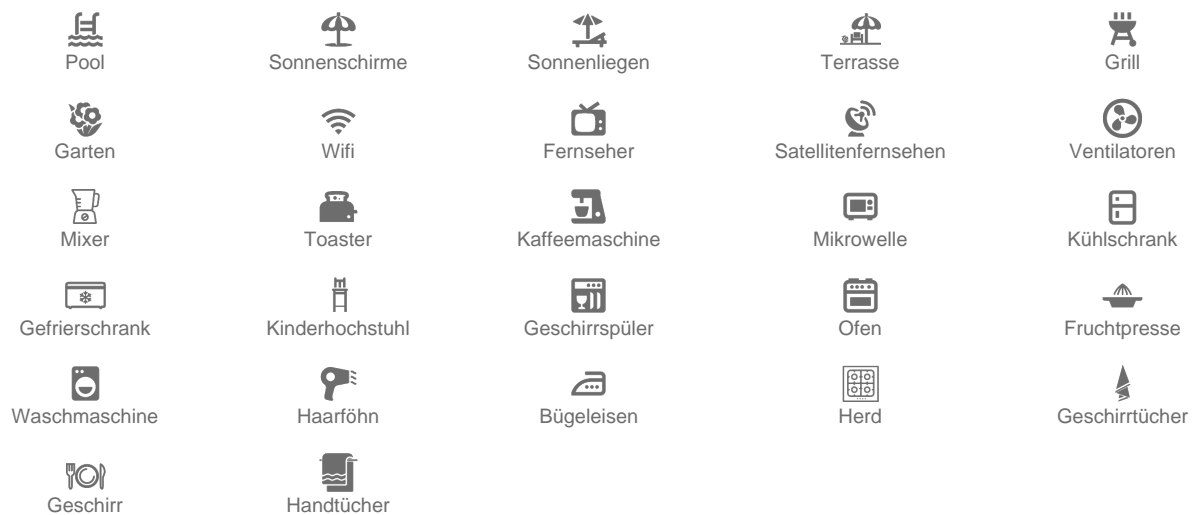 Pool Sonnenschirme Sonnenliegen Terrasse Grill
Garten Wifi Fernseher Satellitenfernsehen Ventilatoren
Mixer Toaster Kaffeemaschine Mikrowelle Kühlschrank
Gefrierschrank Kinderhochstuhl Geschirrspüler Ofen Fruchtpresse
Waschmaschine Haarföhn Bügeleisen Herd Geschirrtücher
Geschirr Handtücher